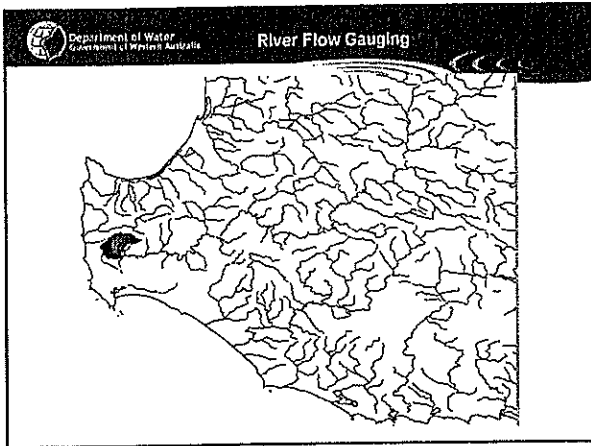 Department of Water
Government of Western Australia
River Flow Gauging